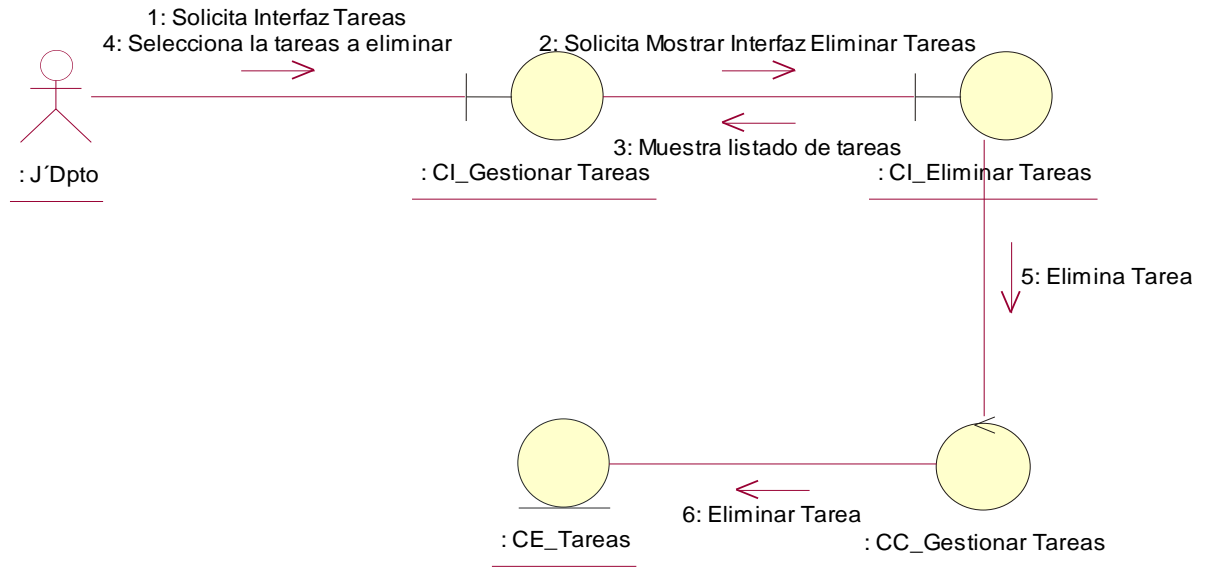 1: Solicita Interfaz Tareas
4: Selecciona la tareas a eliminar
2: Solicita Mostrar Interfaz Eliminar Tareas
3: Muestra listado de tareas
: J´Dpto
: CI_Gestionar Tareas
: CI_Eliminar Tareas
5: Elimina Tarea
6: Eliminar Tarea
: CE_Tareas
: CC_Gestionar Tareas